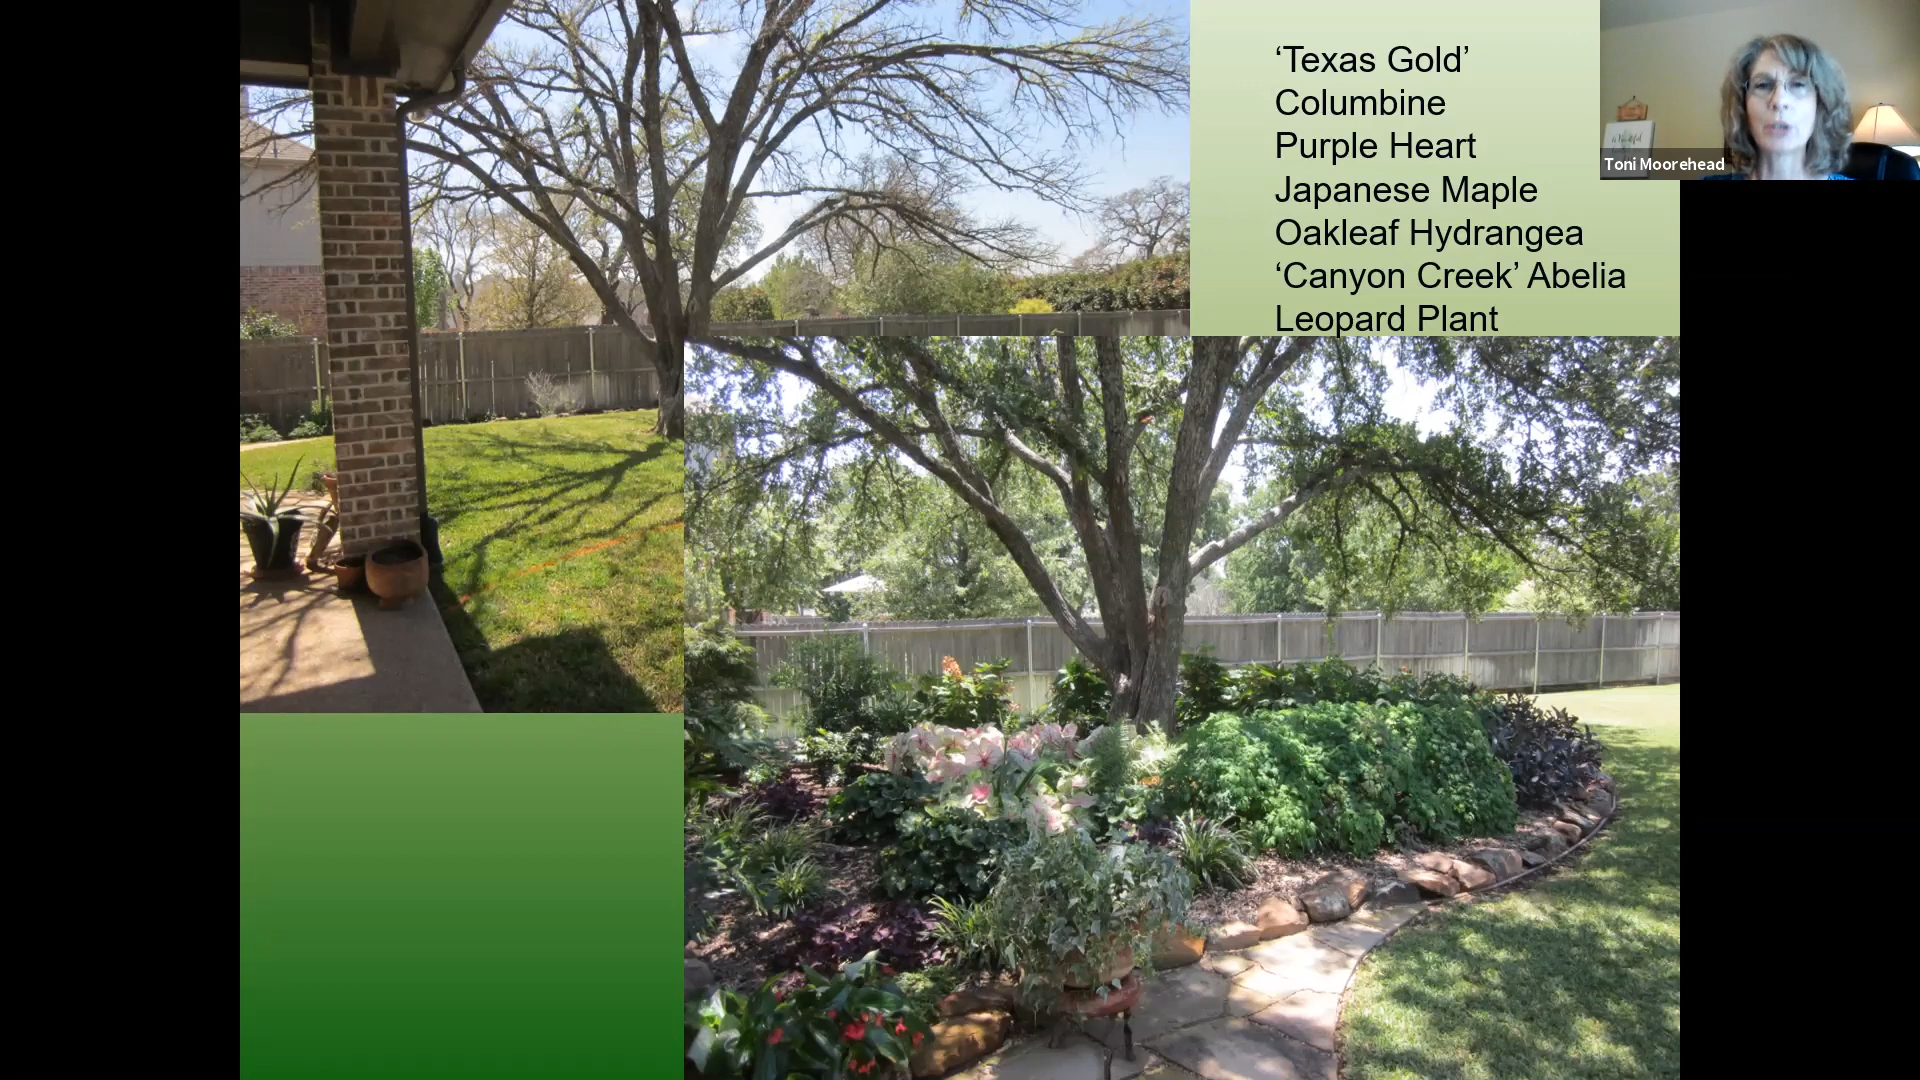 ‘Texas Gold’
Columbine
Purple Heart
Japanese Maple
Oakleaf Hydrangea
‘Canyon Creek’ Abelia
Leopard Plant
Toni Moorehead